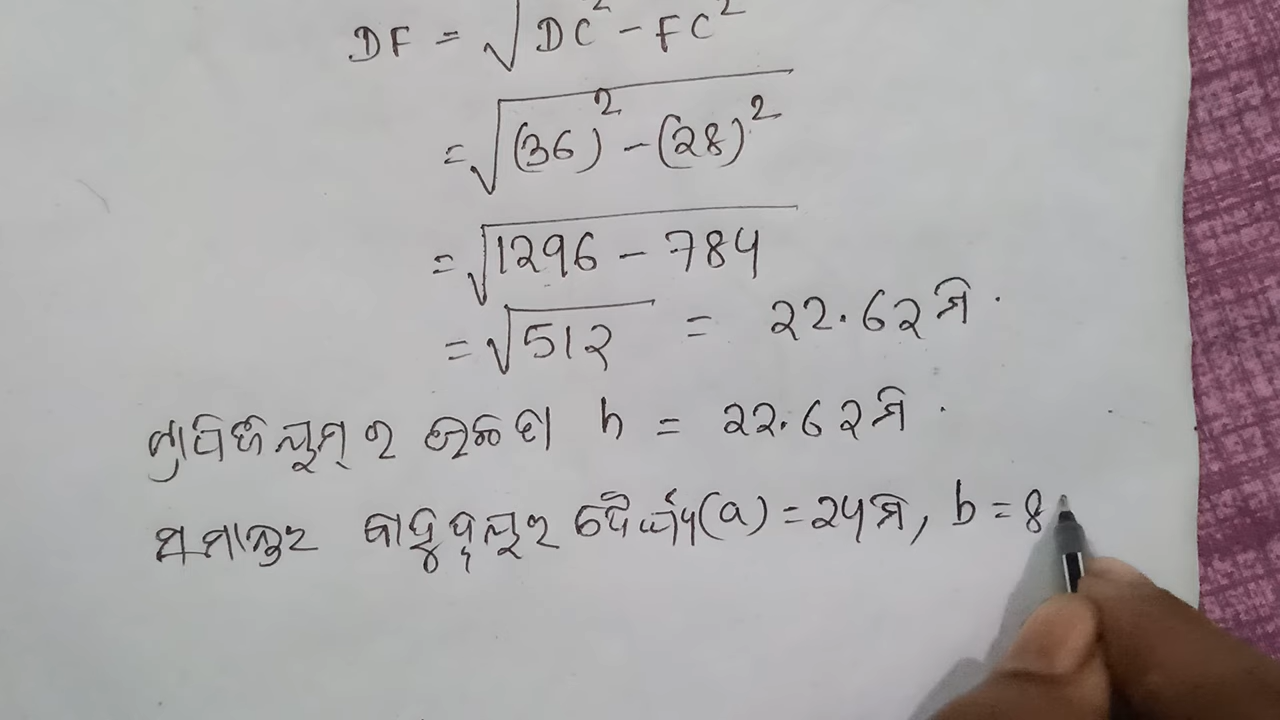 DF = √DC² - FC²
= √(36)² - (28)²
= √1296 - 784
= √512 = 22.62 ମି.
ଟ୍ରାପିଜିୟମ୍ ର ଉଚ୍ଚତା h = 22.62 ମି.
ସମାନ୍ତର ବାହୁଦ୍ୱୟର ଦୈର୍ଘ୍ୟ (a) = 24 ମି, b = 8